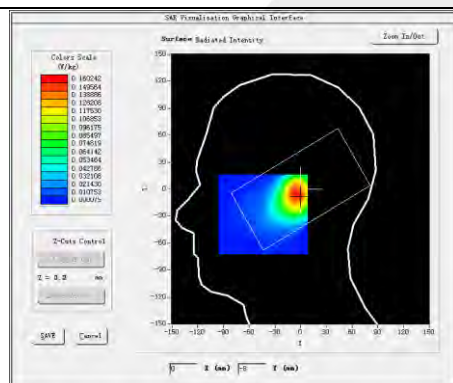 SAR Visualisation Graphical Interface
Surface Radiated Intensity
Zoom In/Out
Colors Scale
(W/kg)
0.160242
0.149564
0.138886
0.128208
0.117530
0.106853
0.096175
0.085497
0.074819
0.064142
0.053464
0.042786
0.032108
0.021430
0.010753
0.000075
150
120
90
60
30
0
-30
-60
-90
-120
-150
-150 -120 -90 -60 -30 0 30 60 90 120 150
Z-Cuts Control
mm
SAVE
Cancel
0 X (mm) -8 Y (mm)